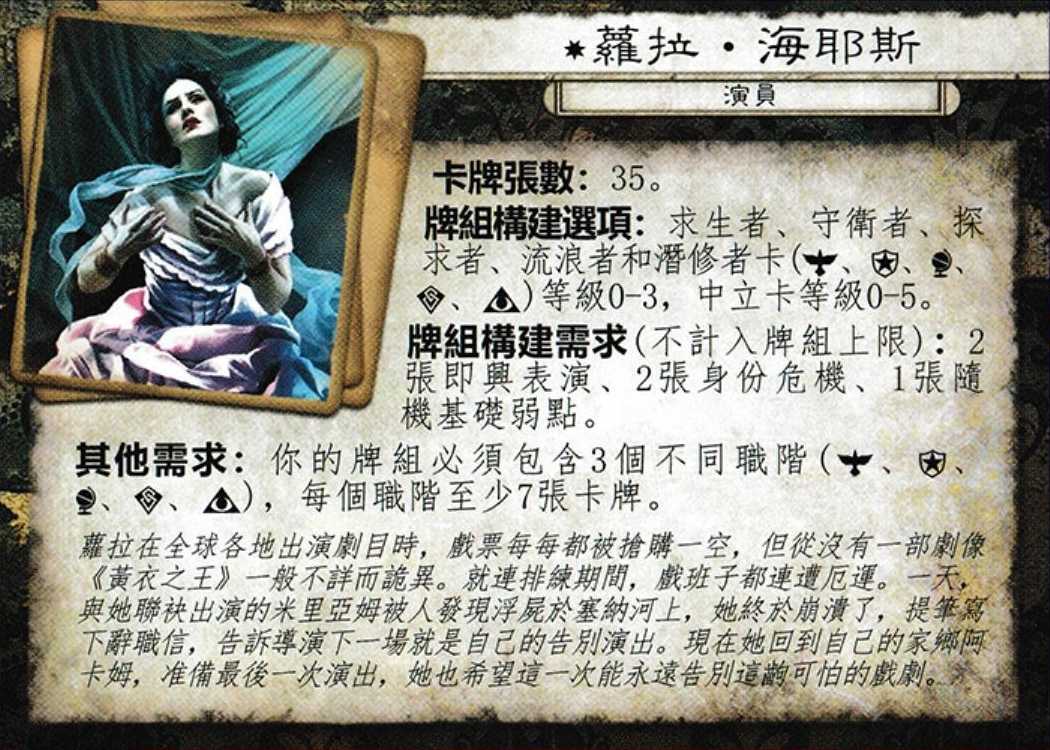 蘿拉·海耶斯
演員
卡牌張數：35。
牌組構建選項：求生者、守衛者、探
求者、流浪者和潛修者卡(、、、
、)等級0-3，中立卡等級0-5。
牌組構建需求(不計入牌組上限)：2
張即興表演、2張身份危機、1張隨
機基礎弱點。
其他需求：你的牌組必須包含3個不同職階(、、
、、)，每個職階至少7張卡牌。
蘿拉在全球各地出演劇目時，戲票每每都被搶購一空，但從沒有一部劇像
《黃衣之王》一般不詳而詭異。就連排練期間，戲班子都連遭厄運。一天，
與她聯袂出演的米里亞姆被人發現浮屍於塞納河上，她終於崩潰了，提筆寫
下辭職信，告訴導演下一場就是自己的告別演出。現在她回到自己的家鄉阿
卡姆，准備最後一次演出，她也希望這一次能永遠告別這齣可怕的戲劇。